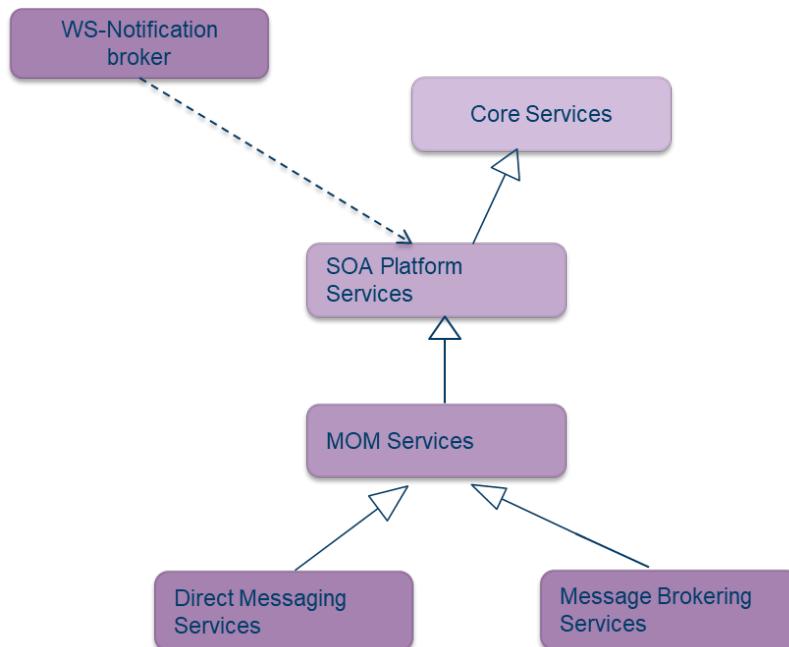 WS-Notification
broker
Core Services
SOA Platform
Services
MOM Services
Direct Messaging
Services
Message Brokering
Services